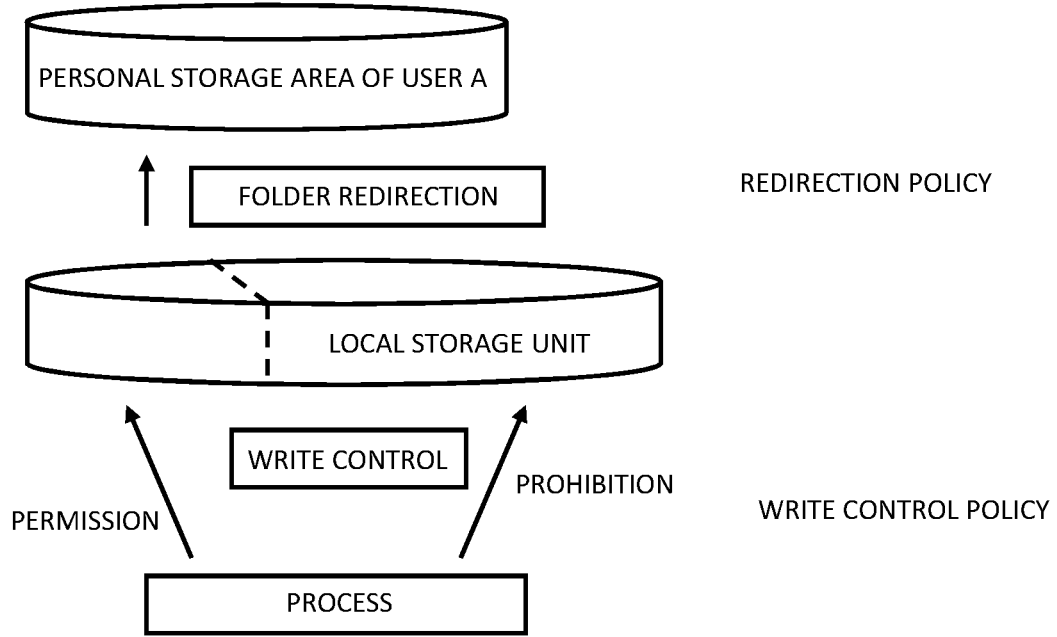 PERSONAL STORAGE AREA OF USER A
FOLDER REDIRECTION
REDIRECTION POLICY
LOCAL STORAGE UNIT
WRITE CONTROL
PROHIBITION
PERMISSION
WRITE CONTROL POLICY
PROCESS